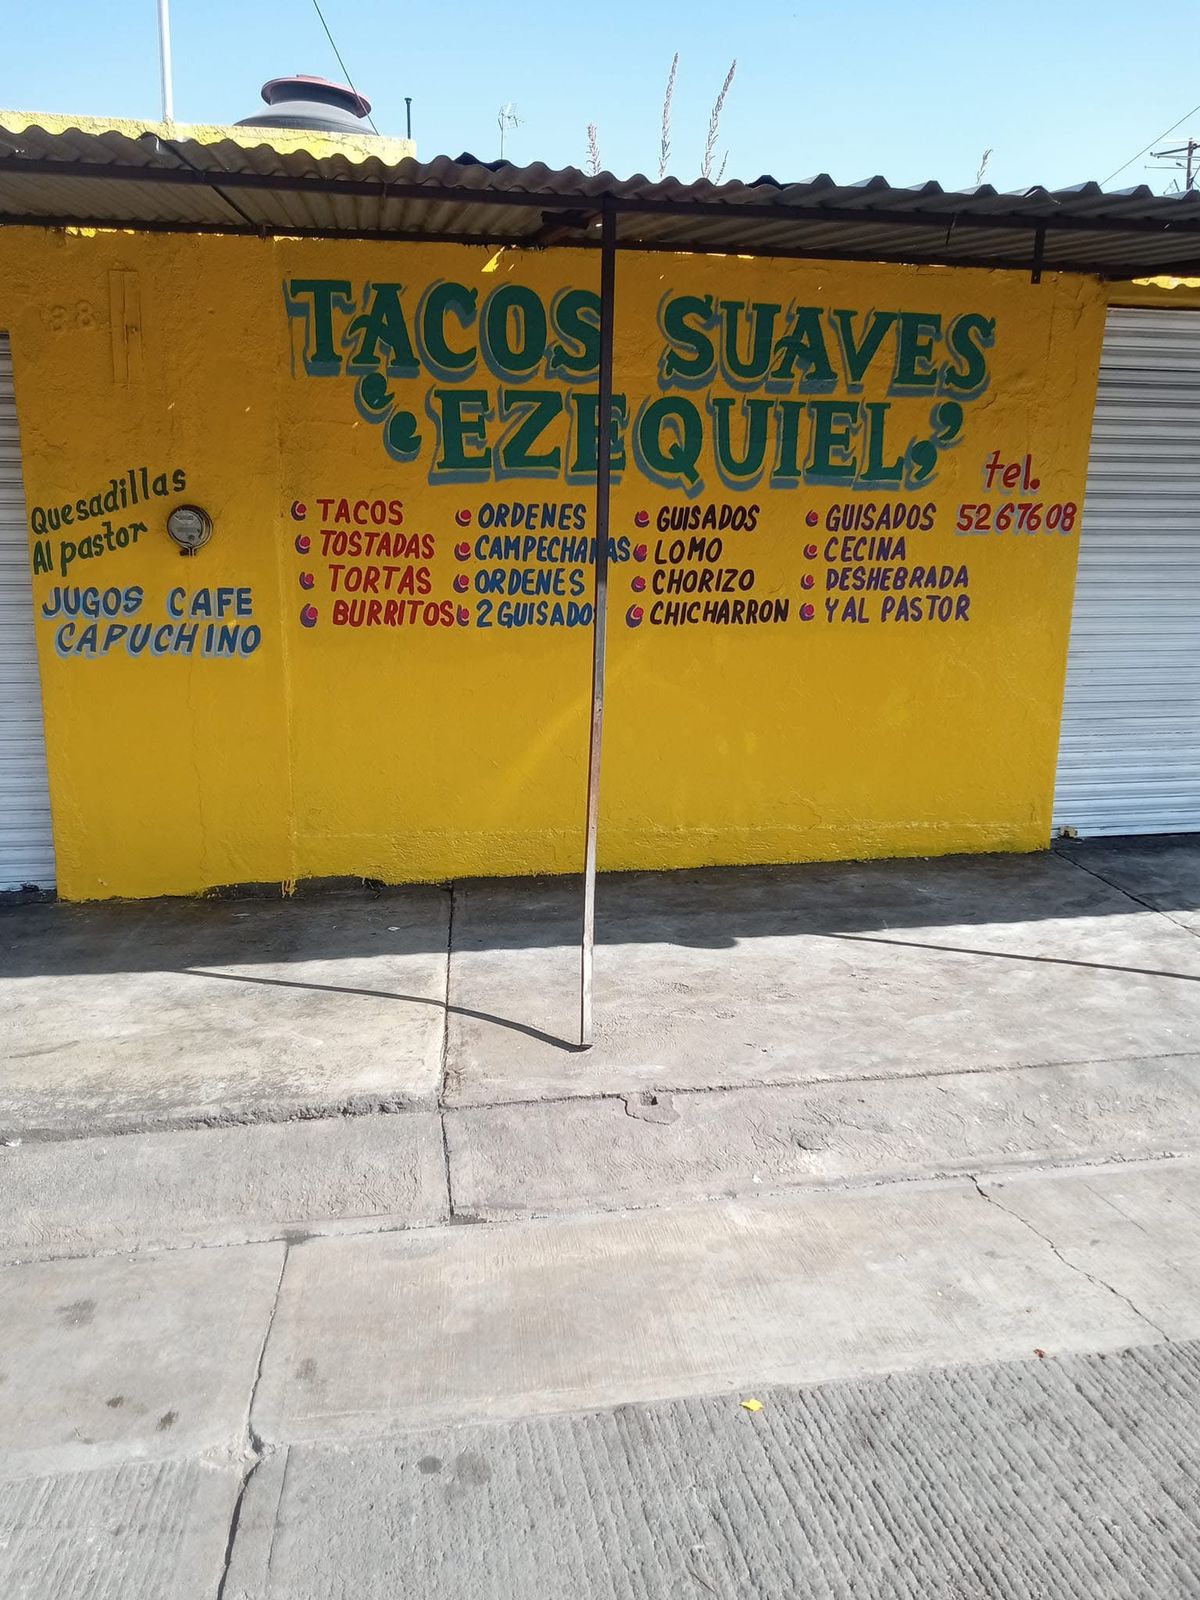 TACOS SUAVES
"EZEQUIEL"
tel.
5267608
Quesadillas
Al pastor
JUGOS CAFE
CAPUCHINO
TACOS
TOSTADAS
TORTAS
BURRITOS
ORDENES
CAMPECHANAS
ORDENES
2 GUISADOS
GUISADOS
LOMO
CHORIZO
CHICHARRON
GUISADOS
CECINA
DESHEBRADA
Y AL PASTOR